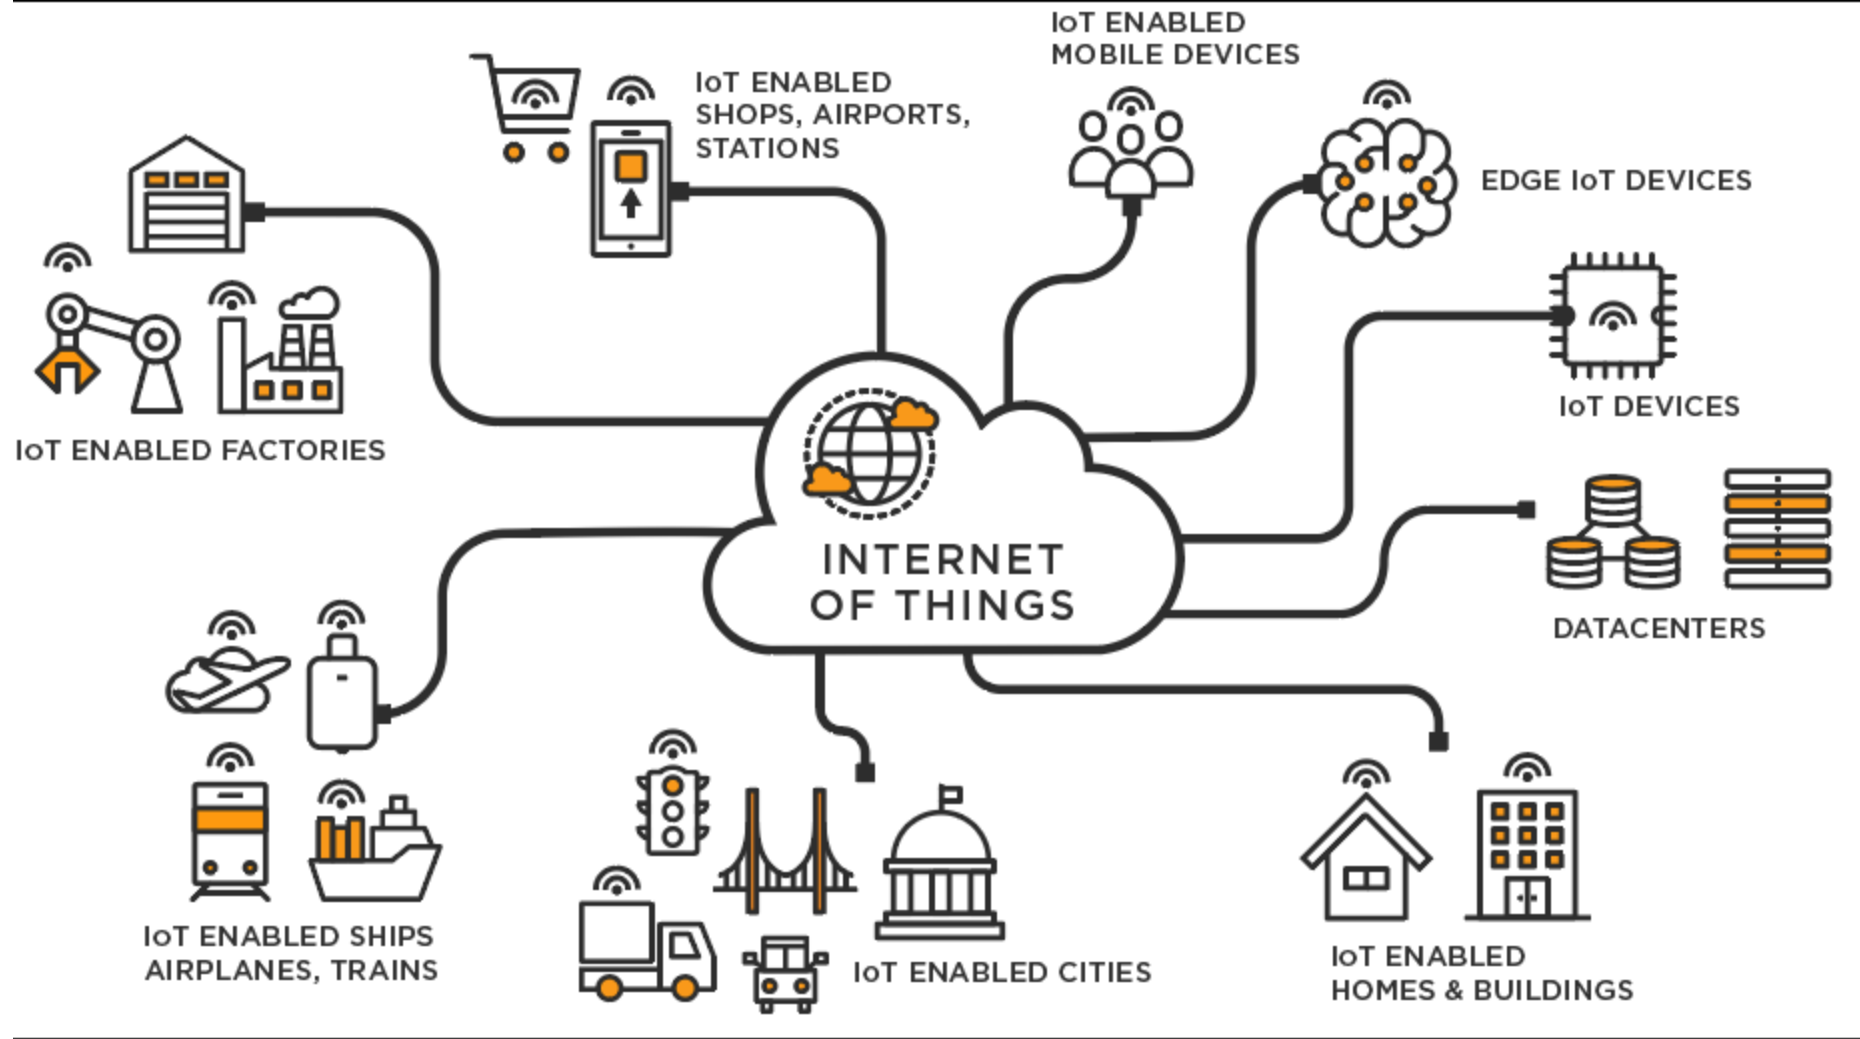 IoT ENABLED
MOBILE DEVICES
IoT ENABLED
SHOPS, AIRPORTS,
STATIONS
EDGE IoT DEVICES
IoT DEVICES
IoT ENABLED FACTORIES
INTERNET
OF THINGS
DATACENTERS
IoT ENABLED SHIPS
AIRPLANES, TRAINS
IoT ENABLED CITIES
IoT ENABLED
HOMES & BUILDINGS